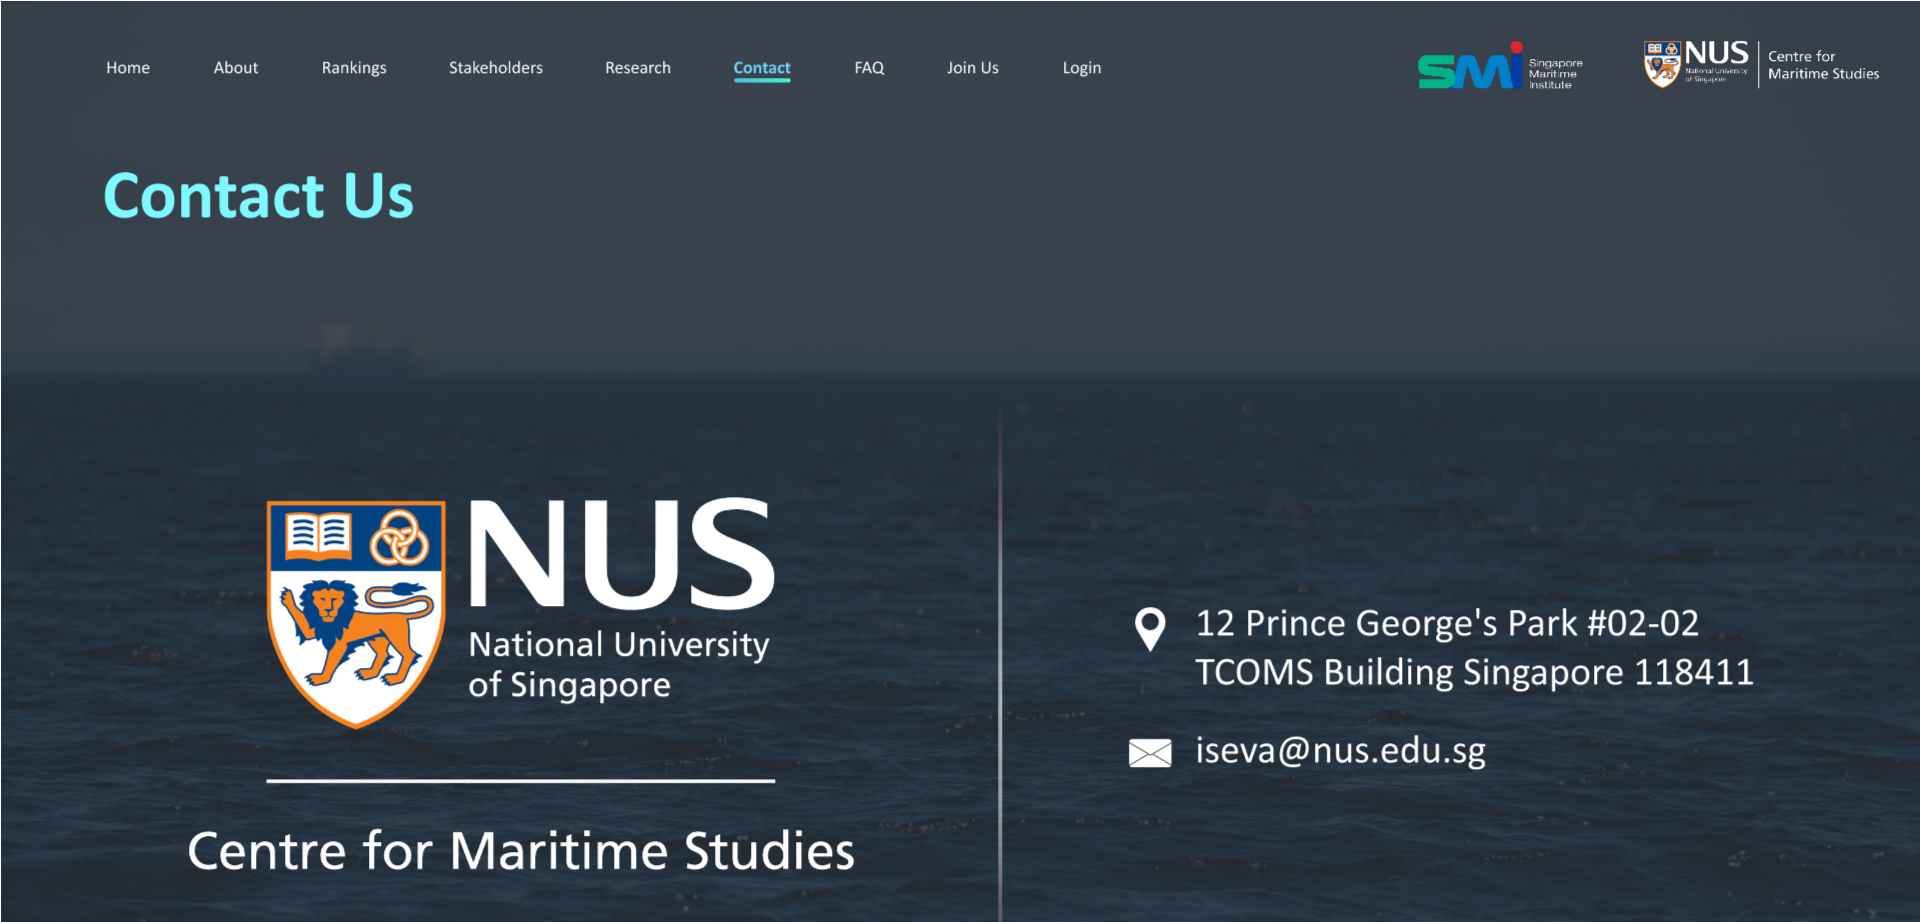 Home About Rankings Stakeholders Research Contact FAQ Join Us Login
SMi Singapore
Maritime
Institute
NUS
National University
of Singapore
Centre for
Maritime Studies
Contact Us
NUS
National University
of Singapore
Centre for Maritime Studies
12 Prince George's Park #02-02
TCOMS Building Singapore 118411
iseva@nus.edu.sg